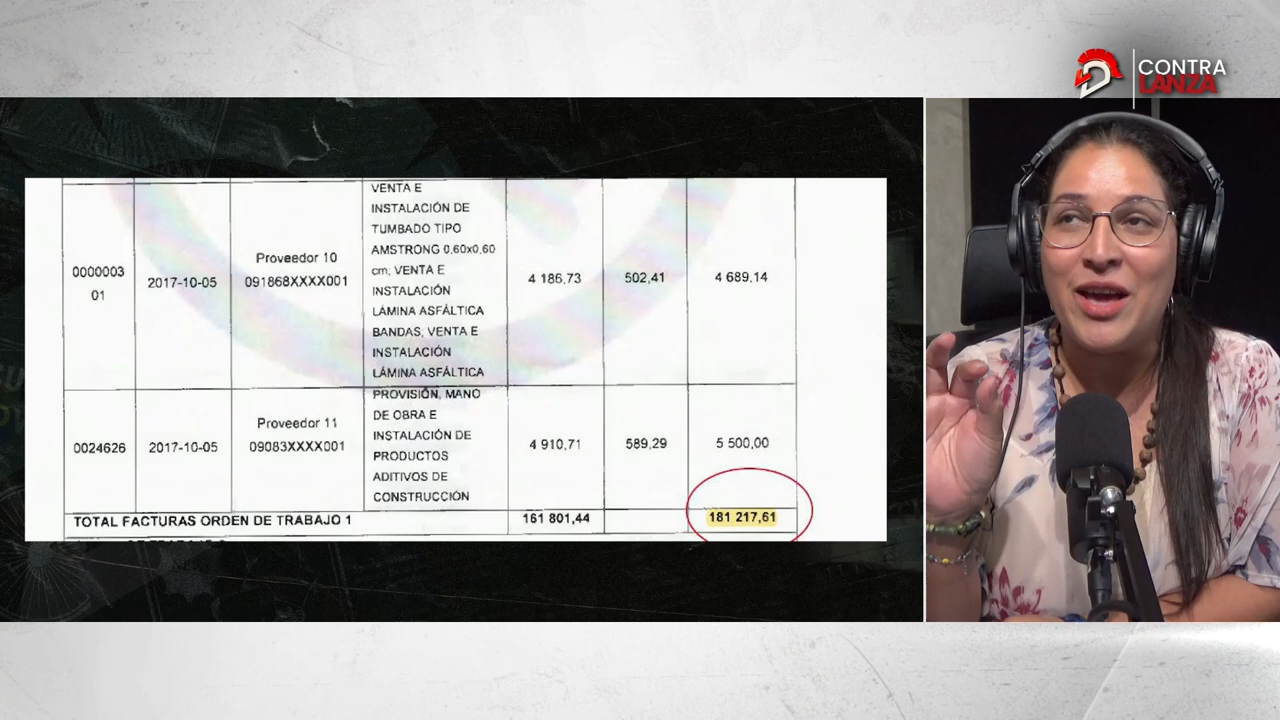 CONTRA
LANZA
VENTA E
INSTALACIÓN DE
TUMBADO TIPO
AMSTRONG 0,60x0,60
cm; VENTA E
INSTALACIÓN
LÁMINA ASFÁLTICA
BANDAS; VENTA E
INSTALACIÓN
LÁMINA ASFÁLTICA
0000003
01
2017-10-05
Proveedor 10
091868XXXX001
4 186,73
502,41
4 689,14
PROVISIÓN, MANO
DE OBRA E
INSTALACIÓN DE
PRODUCTOS
ADITIVOS DE
CONSTRUCCIÓN
0024626
2017-10-05
Proveedor 11
09083XXXX001
4 910,71
589,29
5 500,00
TOTAL FACTURAS ORDEN DE TRABAJO 1
161 801,44
181 217,61